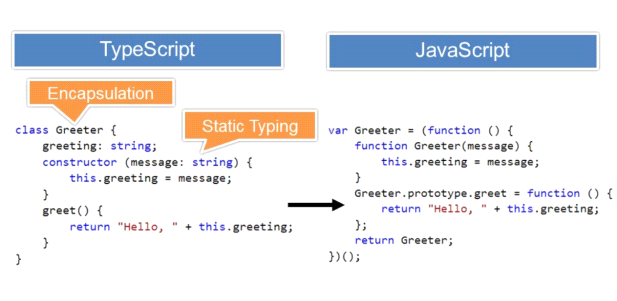 TypeScript
Encapsulation
Static Typing
class Greeter {
    greeting: string;
    constructor (message: string) {
        this.greeting = message;
    }
    greet() {
        return "Hello, " + this.greeting;
    }
}
JavaScript
var Greeter = (function () {
    function Greeter(message) {
        this.greeting = message;
    }
    Greeter.prototype.greet = function () {
        return "Hello, " + this.greeting;
    };
    return Greeter;
})();